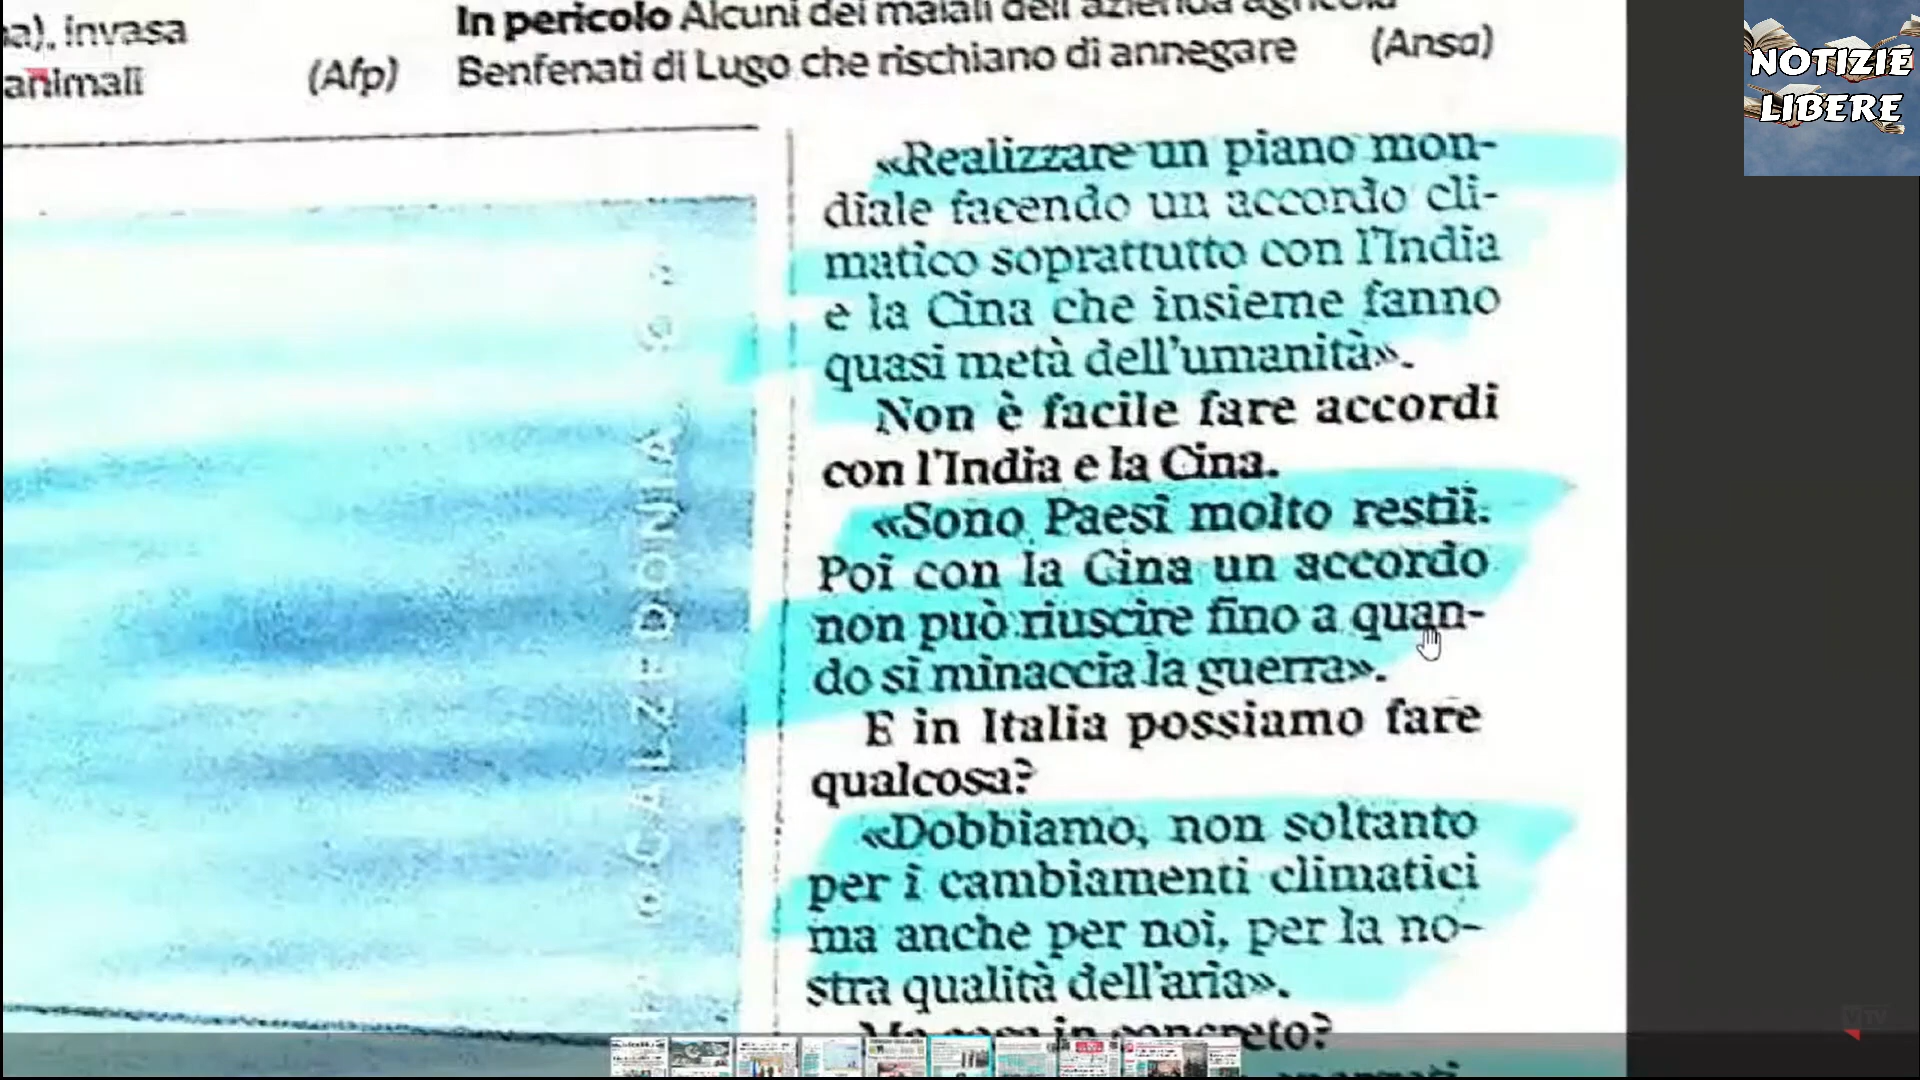 a), invasa
animali
(Afp)
In pericolo Alcuni dei maiali dell'azienda agricola
Benfenati di Lugo che rischiano di annegare
(Ansa)
NOTIZIE
LIBERE
«Realizzare un piano mon-
diale facendo un accordo cli-
matico soprattutto con l'India
e la Cina che insieme fanno
quasi metà dell'umanità».
Non è facile fare accordi
con l'India e la Cina.
«Sono Paesi molto restii.
Poi con la Cina un accordo
non può riuscire fino a quan-
do si minaccia la guerra».
E in Italia possiamo fare
qualcosa?
«Dobbiamo, non soltanto
per i cambiamenti climatici
ma anche per noi, per la no-
stra qualità dell'aria».
Ma cosa in concreto?
CALZEDONIA